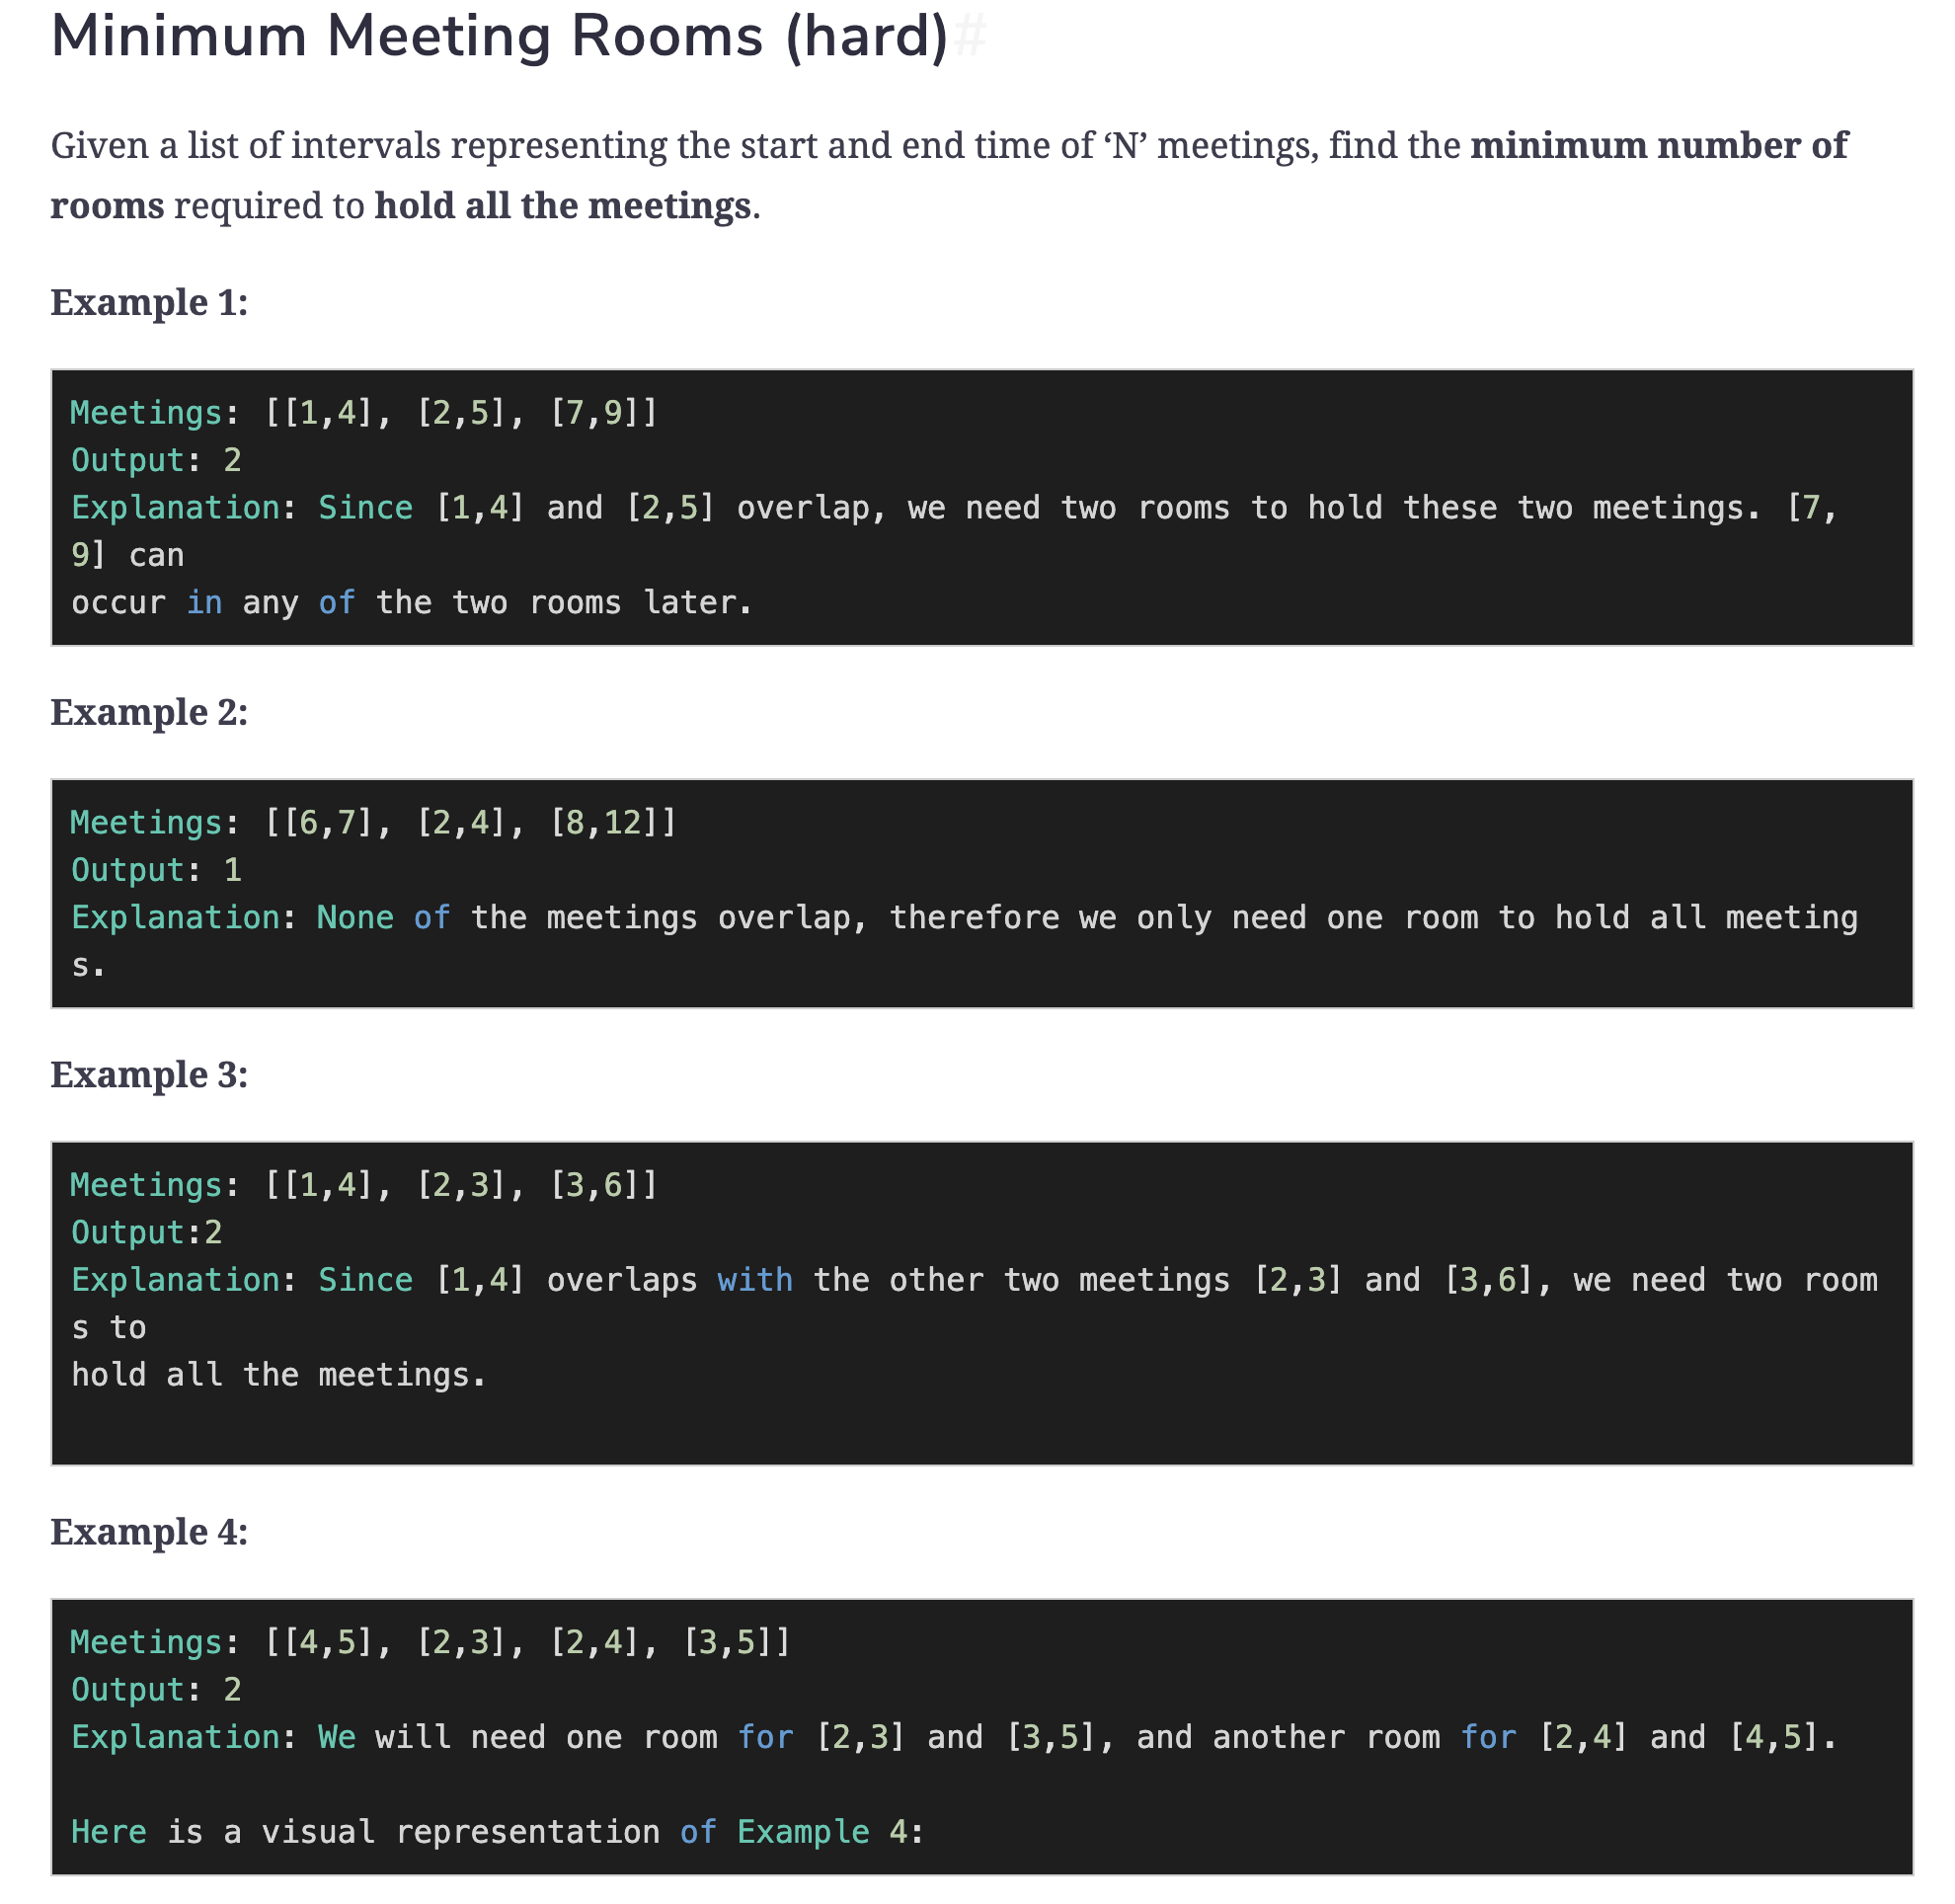 Minimum Meeting Rooms (hard)#
Given a list of intervals representing the start and end time of ‘N’ meetings, find the minimum number of
rooms required to hold all the meetings.
Example 1:
Meetings: [[1,4], [2,5], [7,9]]
Output: 2
Explanation: Since [1,4] and [2,5] overlap, we need two rooms to hold these two meetings. [7,
9] can
occur in any of the two rooms later.
Example 2:
Meetings: [[6,7], [2,4], [8,12]]
Output: 1
Explanation: None of the meetings overlap, therefore we only need one room to hold all meeting
s.
Example 3:
Meetings: [[1,4], [2,3], [3,6]]
Output:2
Explanation: Since [1,4] overlaps with the other two meetings [2,3] and [3,6], we need two room
s to
hold all the meetings.
Example 4:
Meetings: [[4,5], [2,3], [2,4], [3,5]]
Output: 2
Explanation: We will need one room for [2,3] and [3,5], and another room for [2,4] and [4,5].
Here is a visual representation of Example 4: